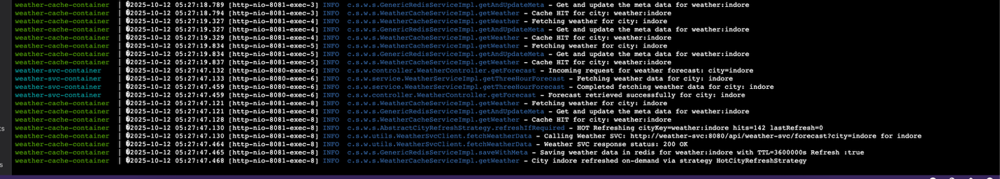 weather-cache-container | �2025-10-12 05:27:18.789 [http-nio-8081-exec-3] INFO c.s.w.s.GenericRedisServiceImpl.getAndUpdateMeta - Get and update the meta data for weather:indore
weather-cache-container | �2025-10-12 05:27:18.794 [http-nio-8081-exec-3] INFO c.s.w.s.WeatherCacheServiceImpl.getWeather - Cache HIT for city: weather:indore
weather-cache-container | �2025-10-12 05:27:19.327 [http-nio-8081-exec-4] INFO c.s.w.s.WeatherCacheServiceImpl.getWeather - Fetching weather for city: indore
weather-cache-container | �2025-10-12 05:27:19.327 [http-nio-8081-exec-4] INFO c.s.w.s.GenericRedisServiceImpl.getAndUpdateMeta - Get and update the meta data for weather:indore
weather-cache-container | �2025-10-12 05:27:19.329 [http-nio-8081-exec-4] INFO c.s.w.s.WeatherCacheServiceImpl.getWeather - Cache HIT for city: weather:indore
weather-cache-container | �2025-10-12 05:27:19.834 [http-nio-8081-exec-5] INFO c.s.w.s.WeatherCacheServiceImpl.getWeather - Fetching weather for city: indore
weather-cache-container | �2025-10-12 05:27:19.834 [http-nio-8081-exec-5] INFO c.s.w.s.GenericRedisServiceImpl.getAndUpdateMeta - Get and update the meta data for weather:indore
weather-cache-container | �2025-10-12 05:27:19.837 [http-nio-8081-exec-5] INFO c.s.w.s.WeatherCacheServiceImpl.getWeather - Cache HIT for city: weather:indore
weather-svc-container | �2025-10-12 05:27:47.132 [http-nio-8080-exec-6] INFO c.s.w.controller.WeatherController.getForecast - Incoming request for weather forecast: city=indore
weather-svc-container | �2025-10-12 05:27:47.133 [http-nio-8080-exec-6] INFO c.s.w.service.WeatherServiceImpl.getThreeHourForecast - Fetching weather data for city: indore
weather-svc-container | �2025-10-12 05:27:47.459 [http-nio-8080-exec-6] INFO c.s.w.service.WeatherServiceImpl.getThreeHourForecast - Completed fetching weather data for city: indore
weather-svc-container | �2025-10-12 05:27:47.459 [http-nio-8080-exec-6] INFO c.s.w.controller.WeatherController.getForecast - Forecast retrieved successfully for city: indore
weather-cache-container | �2025-10-12 05:27:47.121 [http-nio-8081-exec-8] INFO c.s.w.s.WeatherCacheServiceImpl.getWeather - Fetching weather for city: indore
weather-cache-container | �2025-10-12 05:27:47.121 [http-nio-8081-exec-8] INFO c.s.w.s.GenericRedisServiceImpl.getAndUpdateMeta - Get and update the meta data for weather:indore
weather-cache-container | �2025-10-12 05:27:47.128 [http-nio-8081-exec-8] INFO c.s.w.s.WeatherCacheServiceImpl.getWeather - Cache HIT for city: weather:indore
weather-cache-container | �2025-10-12 05:27:47.130 [http-nio-8081-exec-8] INFO c.s.w.s.AbstractCityRefreshStrategy.refreshIfRequired - HOT Refreshing cityKey=weather:indore hits=142 lastRefresh=0
weather-cache-container | �2025-10-12 05:27:47.130 [http-nio-8081-exec-8] INFO c.s.w.utils.WeatherSvcClient.fetchWeatherData - Calling Weather SVC: http://weather-svc:8080/api/weather-svc/forecast?city=indore for indore
weather-cache-container | �2025-10-12 05:27:47.464 [http-nio-8081-exec-8] INFO c.s.w.utils.WeatherSvcClient.fetchWeatherData - Weather SVC response status: 200 OK
weather-cache-container | �2025-10-12 05:27:47.465 [http-nio-8081-exec-8] INFO c.s.w.s.GenericRedisServiceImpl.saveWithMeta - Saving weather data in redis for weather:indore with TTL=3600000s Refresh :true
weather-cache-container | �2025-10-12 05:27:47.468 [http-nio-8081-exec-8] INFO c.s.w.s.WeatherCacheServiceImpl.getWeather - City indore refreshed on-demand via strategy HotCityRefreshStrategy